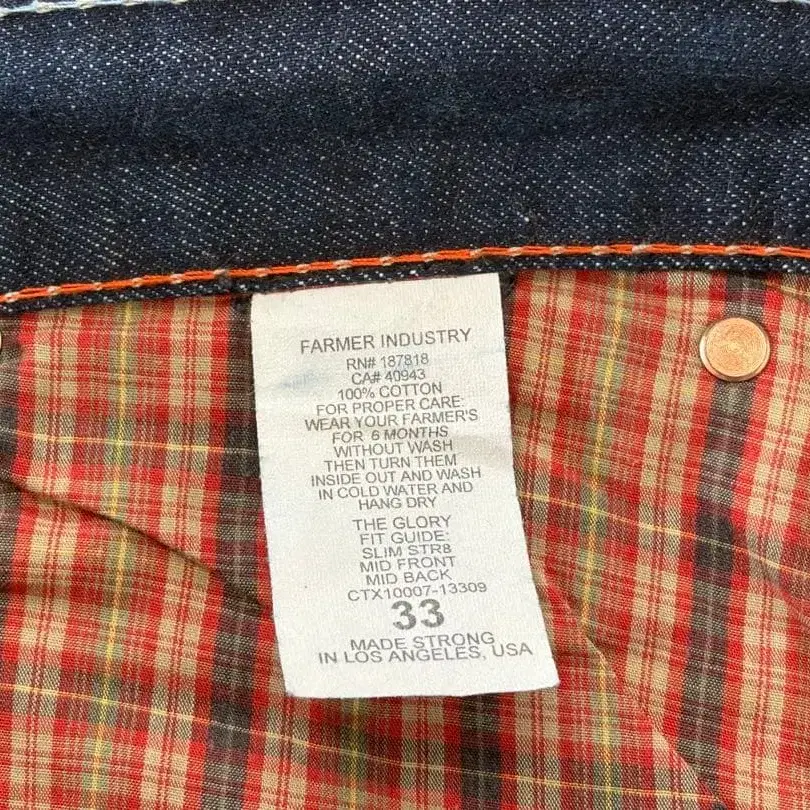 FARMER INDUSTRY
RN# 187818
CA# 40943
100% COTTON
FOR PROPER CARE:
WEAR YOUR FARMER'S
FOR 6 MONTHS
WITHOUT WASH
THEN TURN THEM
INSIDE OUT AND WASH
IN COLD WATER AND
HANG DRY
THE GLORY
FIT GUIDE:
SLIM STR8
MID FRONT
MID BACK
CTX10007-13309
33
MADE STRONG
IN LOS ANGELES, USA